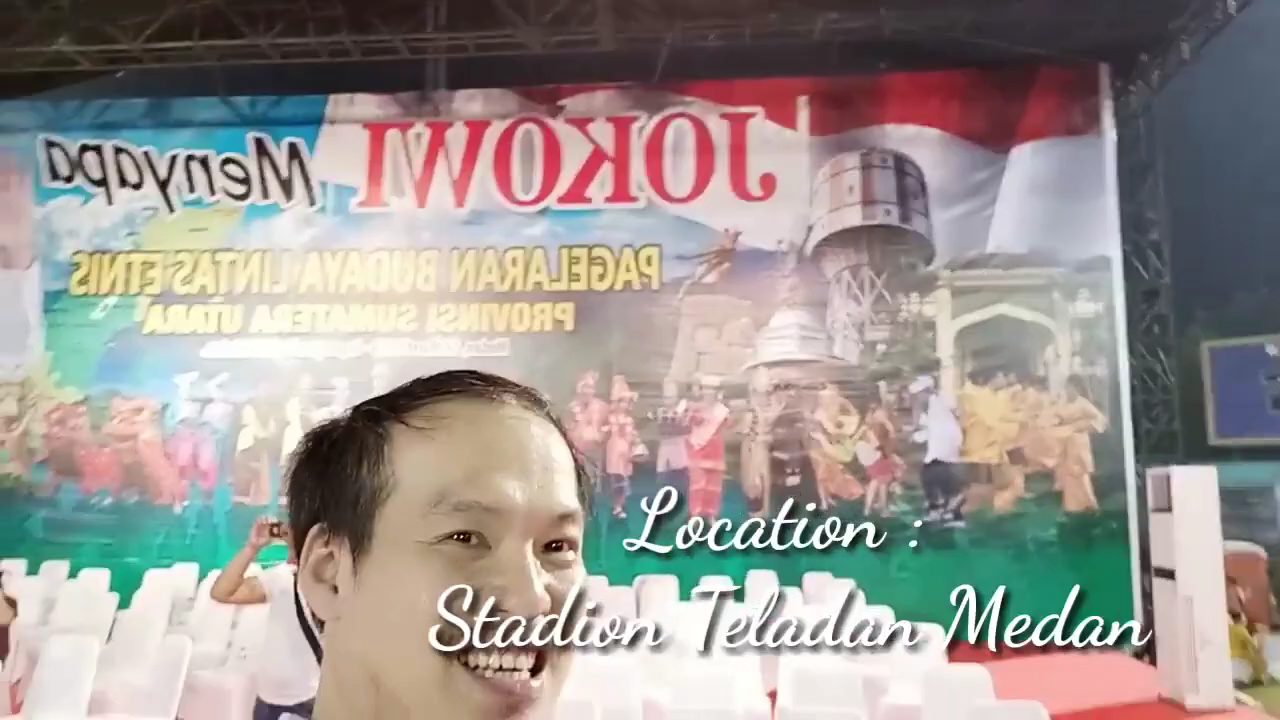 JOKOWI Menyapa
PAGELARAN BUDAYA LINTAS ETNIS
PROVINSI SUMATERA UTARA
Location :
Stadion Teladan Medan